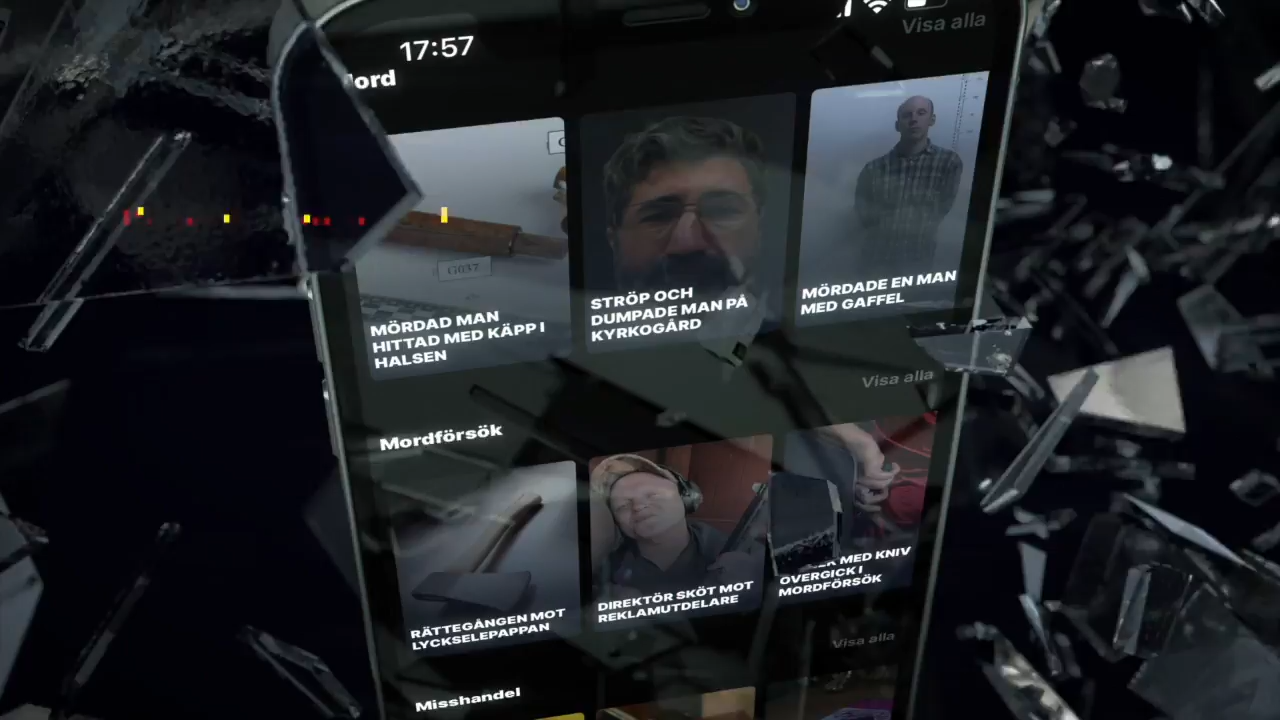 17:57
Visa alla
G037
MÖRDAD MAN
HITTAD MED KÄPP I
HALSEN
STRÖP OCH
DUMPADE MAN PÅ
KYRKOGÅRD
MÖRDADE EN MAN
MED GAFFEL
Visa alla
Mordförsök
RÄTTEGÅNGEN MOT
LYCKSELEPAPPAN
DIREKTÖR SKÖT MOT
REKLAMUTDELARE
MED KNIV
ÖVERGICK I
MORDFÖRSÖK
Visa alla
Misshandel